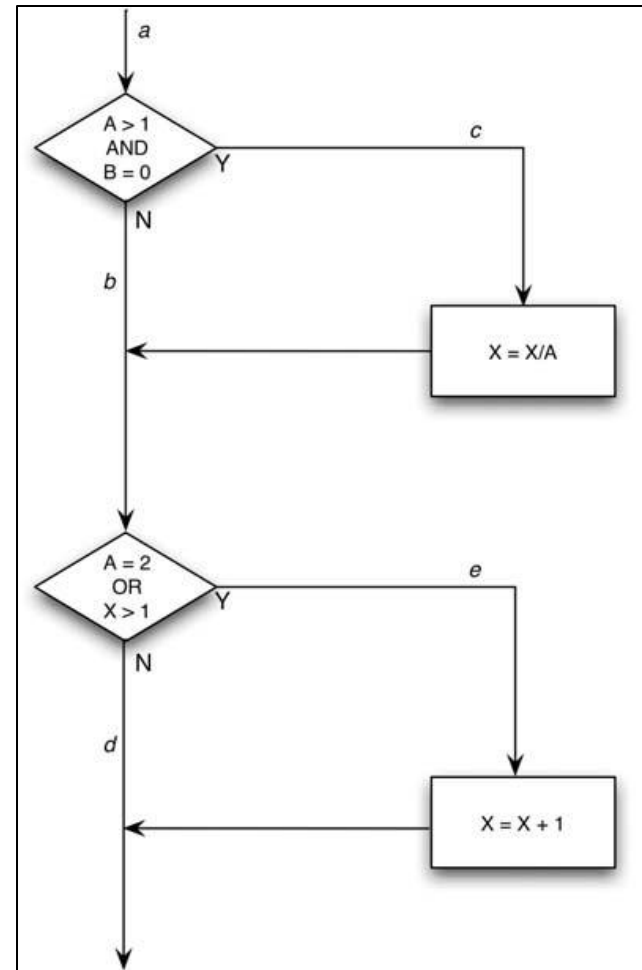 a
A > 1
AND
B = 0
Y
c
N
b
X = X/A
A = 2
OR
X > 1
Y
e
N
d
X = X + 1